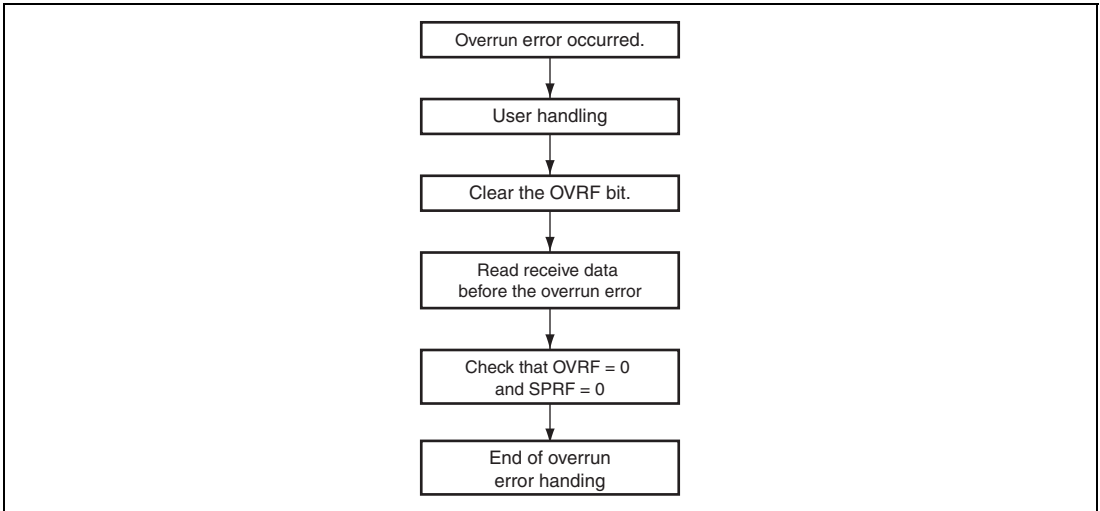 Overrun error occurred.
User handling
Clear the OVRF bit.
Read receive data
before the overrun error
Check that OVRF = 0
and SPRF = 0
End of overrun
error handing